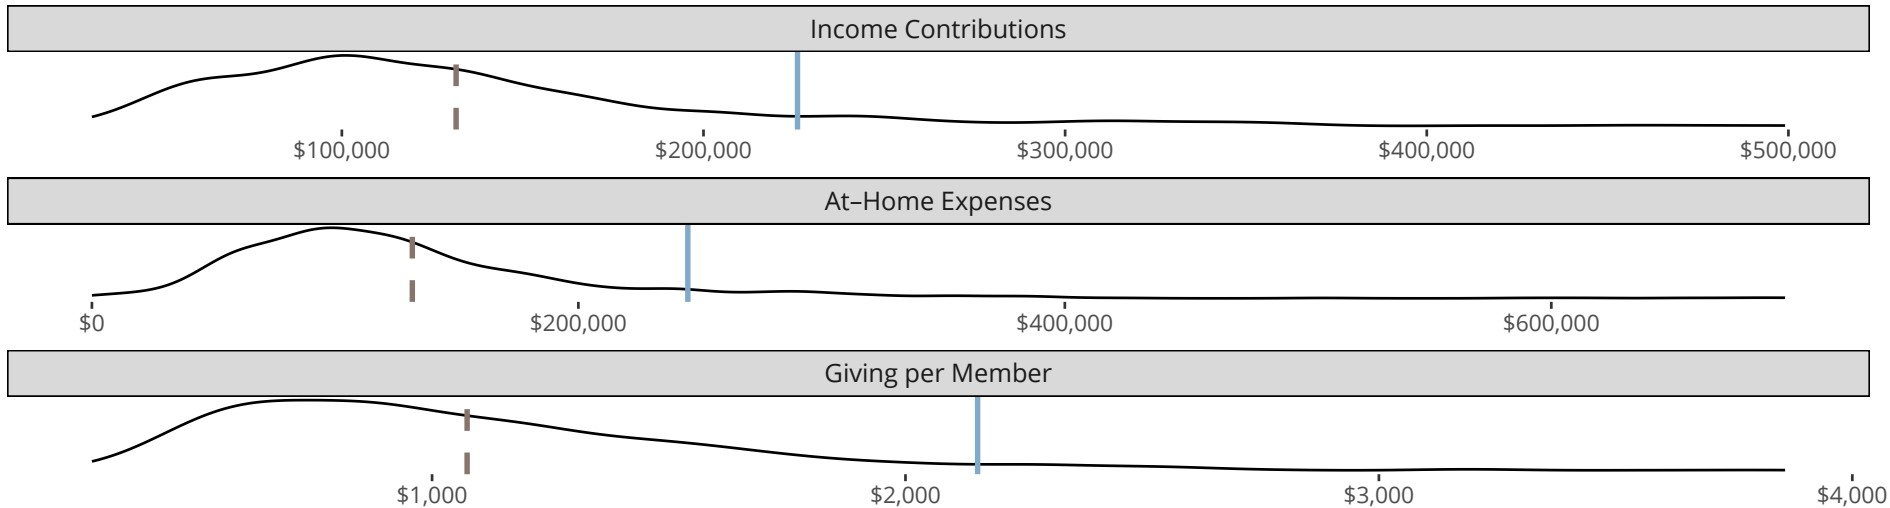 Income Contributions
$100,000 $200,000 $300,000 $400,000 $500,000
At–Home Expenses
$0 $200,000 $400,000 $600,000
Giving per Member
$1,000 $2,000 $3,000 $4,000